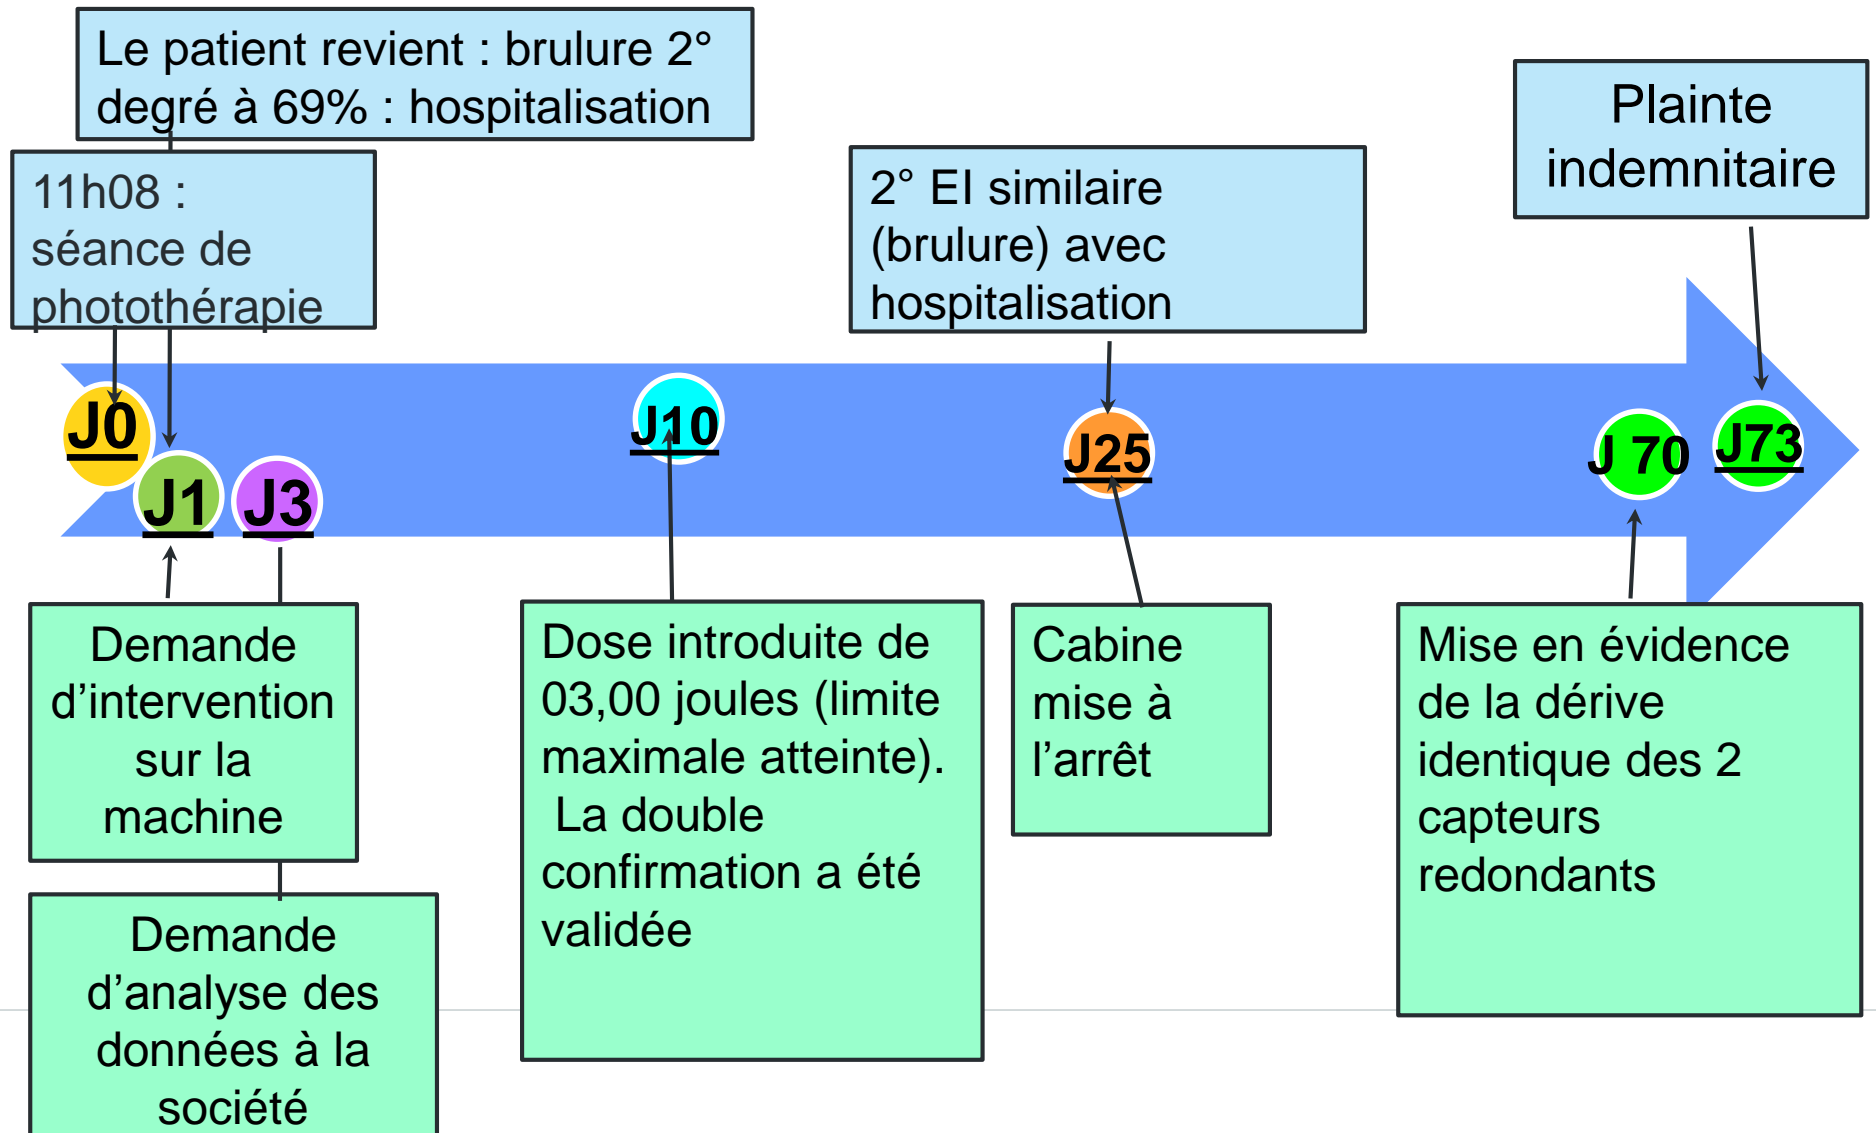 Le patient revient : brulure 2°
degré à 69% : hospitalisation
11h08 :
séance de
photothérapie
2° EI similaire
(brulure) avec
hospitalisation
Plainte
indemnitaire
J0
J1
J3
J10
J25
J 70
J73
Demande
d’intervention
sur la
machine
Demande
d’analyse des
données à la
société
Dose introduite de
03,00 joules (limite
maximale atteinte).
La double
confirmation a été
validée
Cabine
mise à
l’arrêt
Mise en évidence
de la dérive
identique des 2
capteurs
redondants